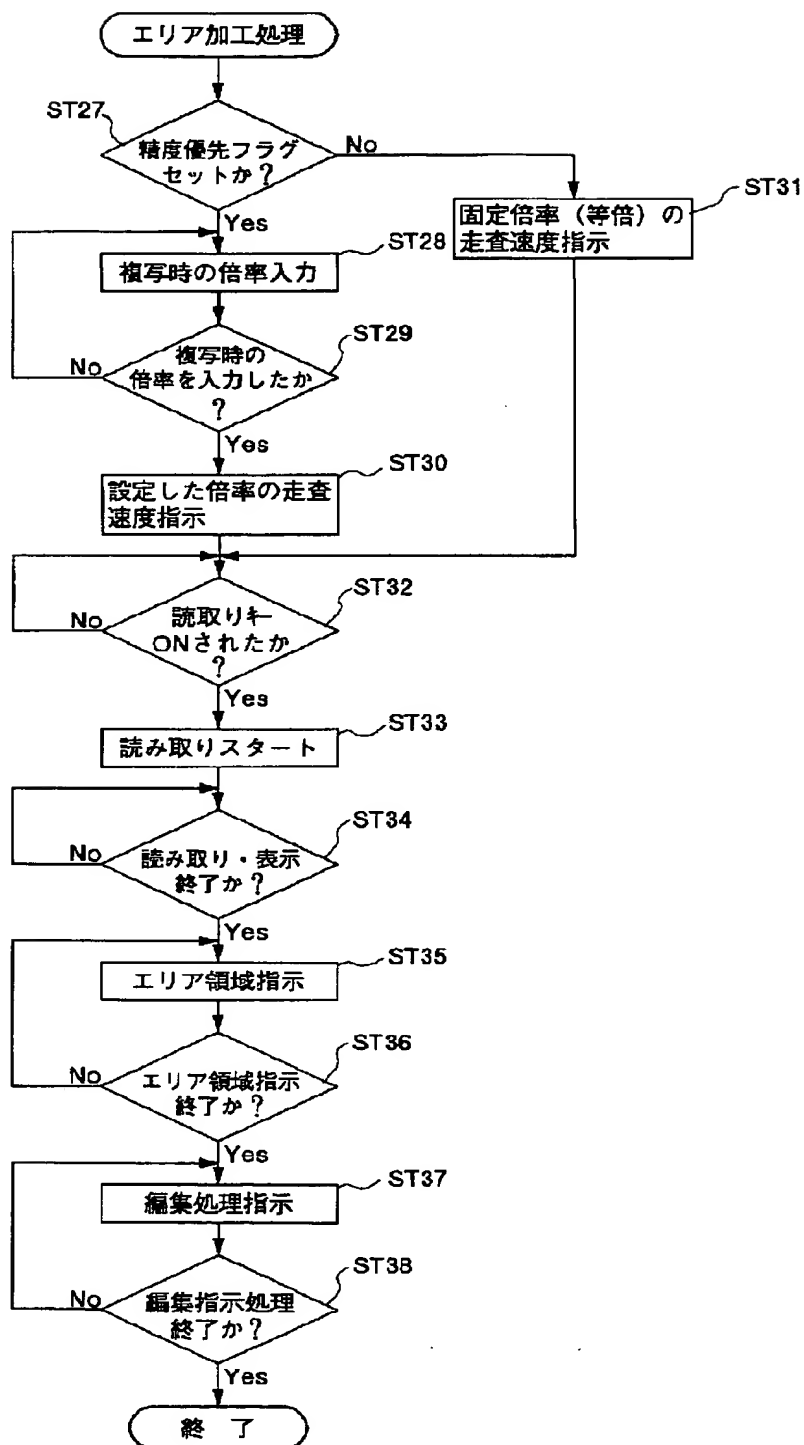 エリア加工処理
ST27
精度優先フラグ
セットか？
No
Yes
ST31
固定倍率（等倍）の
走査速度指示
ST28
複写時の倍率入力
ST29
複写時の
倍率を入力したか
？
No
Yes
ST30
設定した倍率の走査
速度指示
ST32
読取りキー
ONされたか
？
No
Yes
ST33
読み取りスタート
ST34
読み取り・表示
終了か？
No
Yes
ST35
エリア領域指示
ST36
エリア領域指示
終了か？
No
Yes
ST37
編集処理指示
ST38
編集指示処理
終了か？
No
Yes
終 了